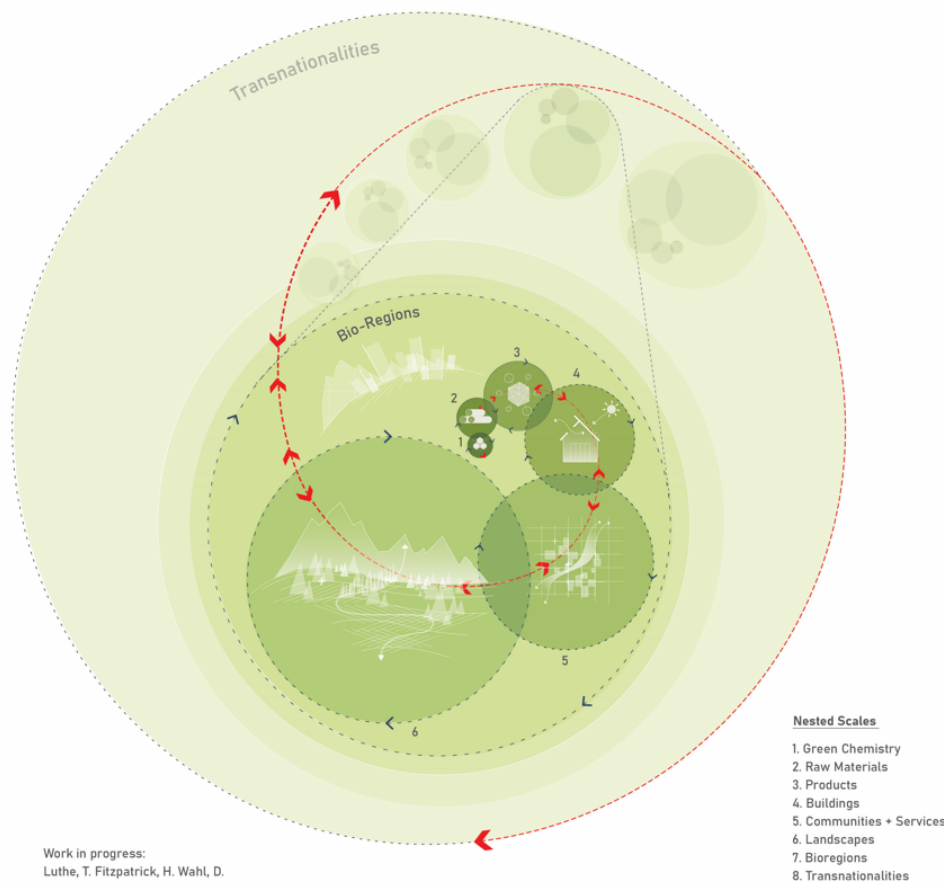 Transnationalities
Bio-Regions
3
4
2
1
5
6
Nested Scales
1. Green Chemistry
2. Raw Materials
3. Products
4. Buildings
5. Communities + Services
6. Landscapes
7. Bioregions
8. Transnationalities
Work in progress:
Luthe, T. Fitzpatrick, H. Wahl, D.